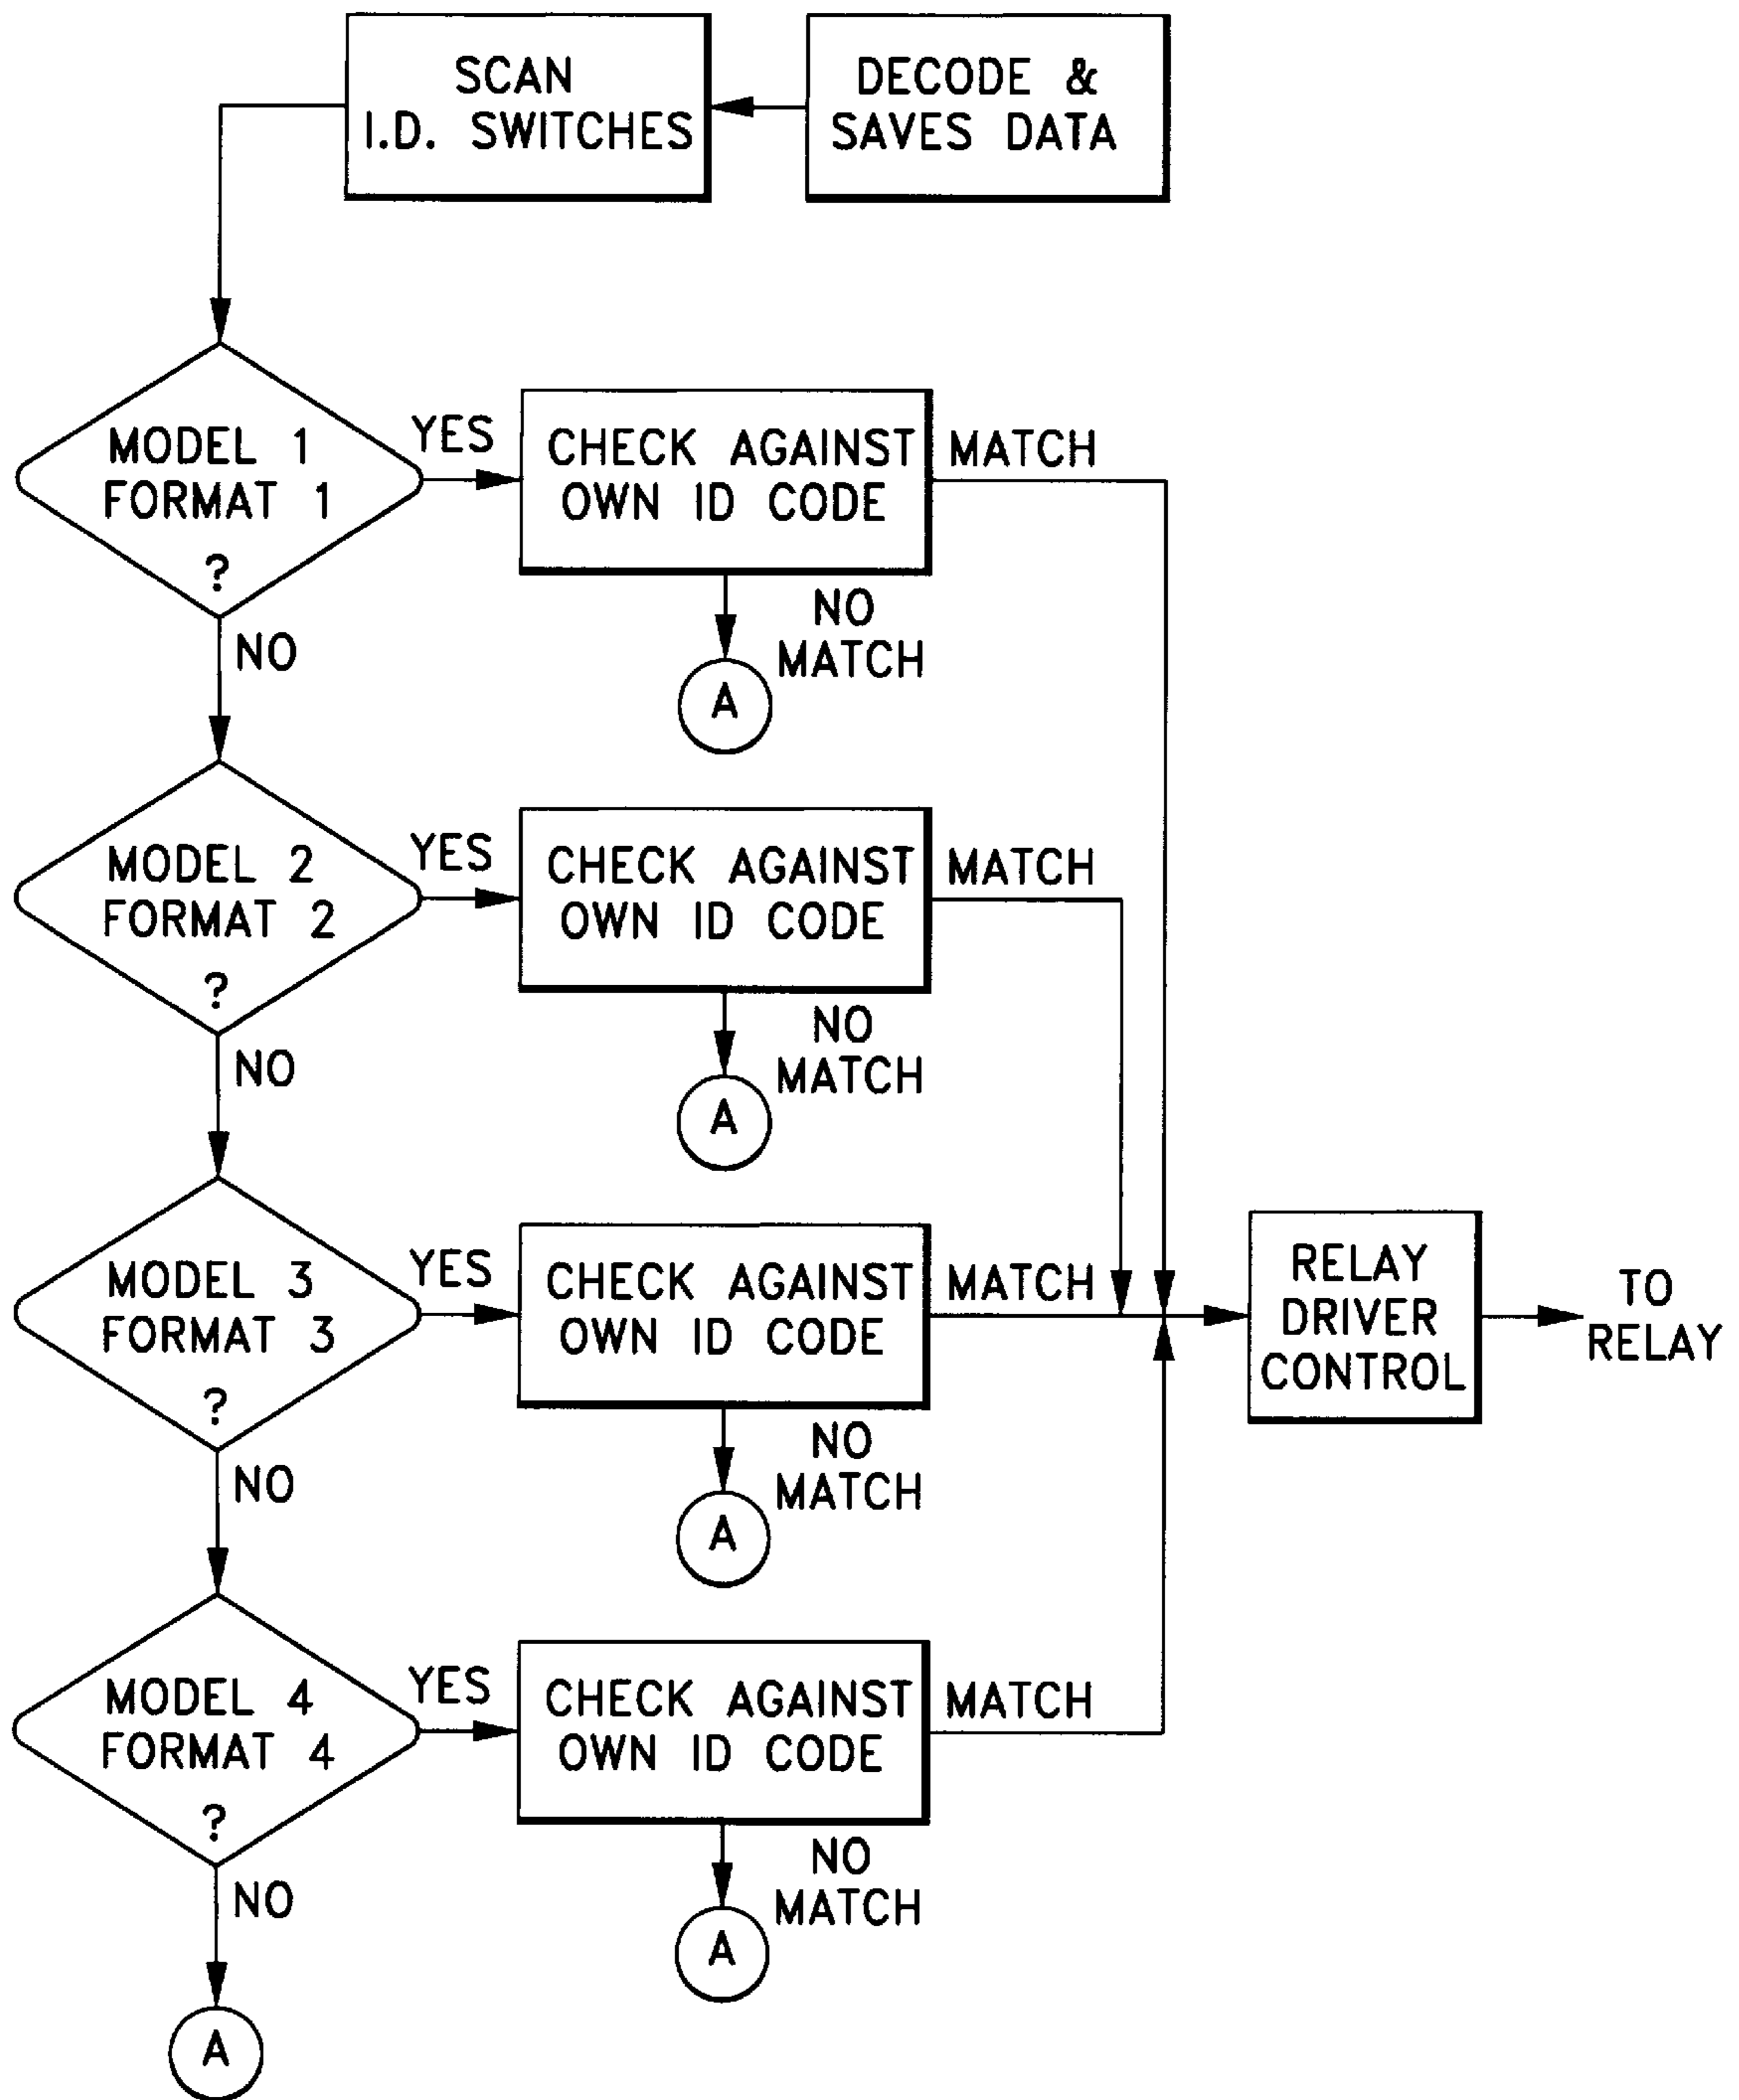 SCAN
I.D. SWITCHES
DECODE &
SAVES DATA
MODEL 1
FORMAT 1
?
YES
CHECK AGAINST
OWN ID CODE
MATCH
NO
MATCH
A
NO
MODEL 2
FORMAT 2
?
YES
CHECK AGAINST
OWN ID CODE
MATCH
NO
MATCH
A
NO
MODEL 3
FORMAT 3
?
YES
CHECK AGAINST
OWN ID CODE
MATCH
RELAY
DRIVER
CONTROL
TO
RELAY
NO
MATCH
A
NO
MODEL 4
FORMAT 4
?
YES
CHECK AGAINST
OWN ID CODE
MATCH
NO
MATCH
A
NO
A